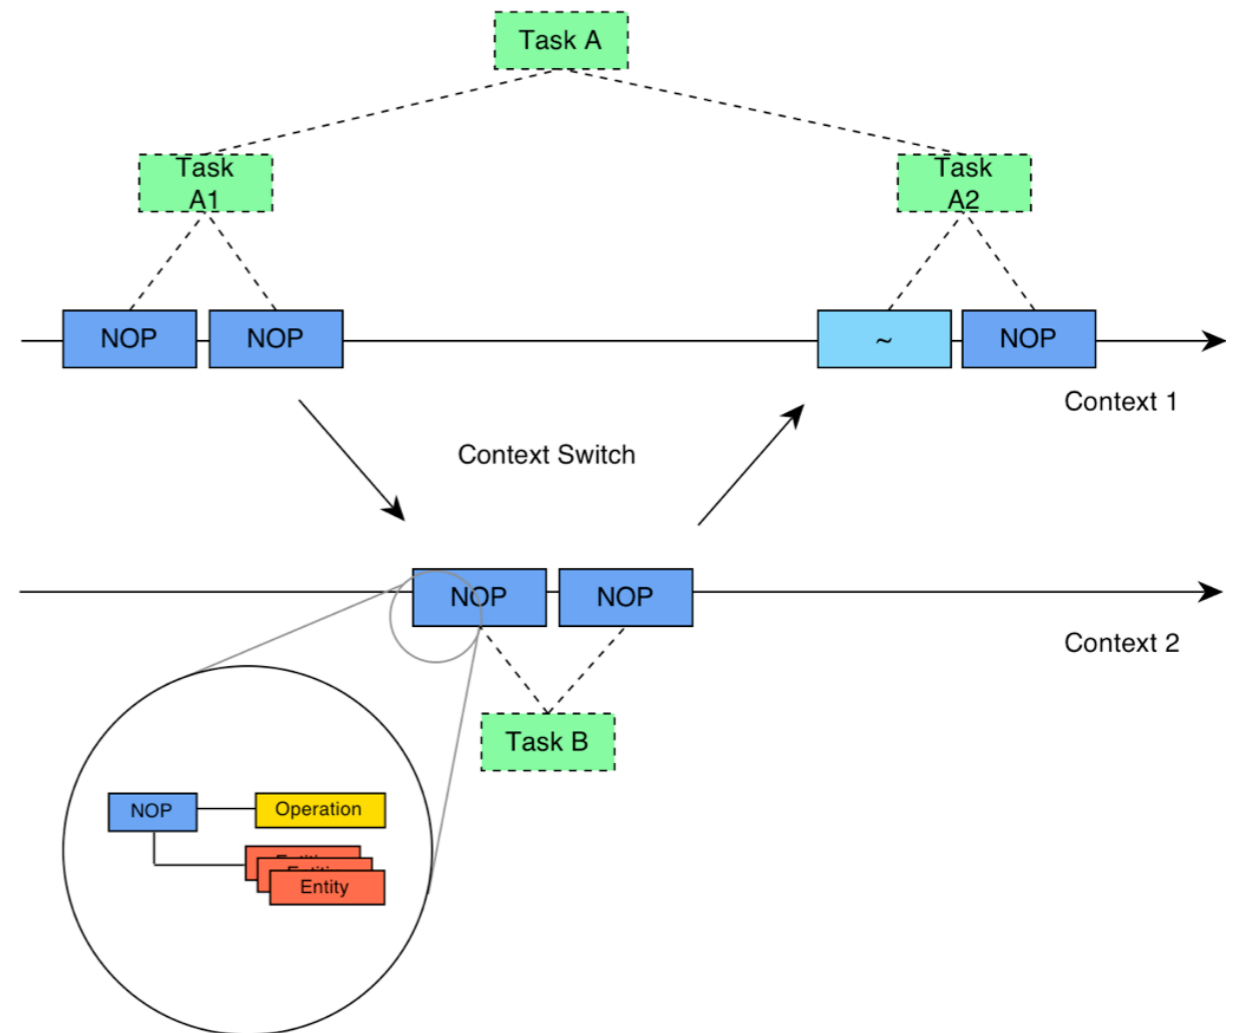 Task A
Task
A1
Task
A2
NOP
NOP
~
NOP
Context 1
Context Switch
NOP
NOP
Context 2
Task B
NOP
Operation
Entity